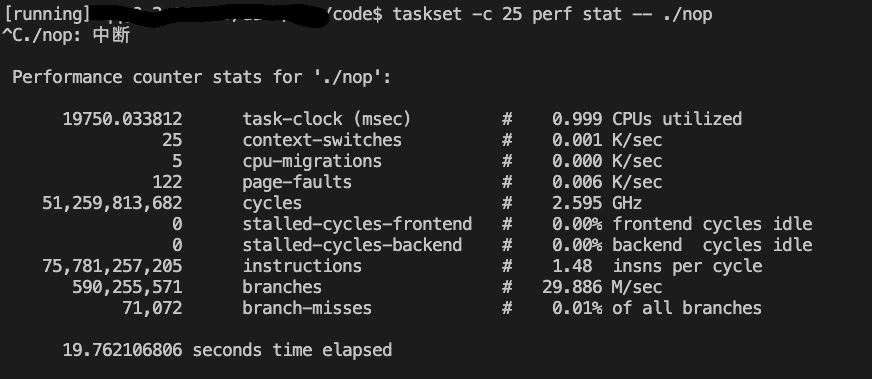 [running] /code$ taskset -c 25 perf stat -- ./nop
^C./nop: 中断
Performance counter stats for './nop':
19750.033812 task-clock (msec) # 0.999 CPUs utilized
25 context-switches # 0.001 K/sec
5 cpu-migrations # 0.000 K/sec
122 page-faults # 0.006 K/sec
51,259,813,682 cycles # 2.595 GHz
0 stalled-cycles-frontend # 0.00% frontend cycles idle
0 stalled-cycles-backend # 0.00% backend cycles idle
75,781,257,205 instructions # 1.48 insns per cycle
590,255,571 branches # 29.886 M/sec
71,072 branch-misses # 0.01% of all branches
19.762106806 seconds time elapsed